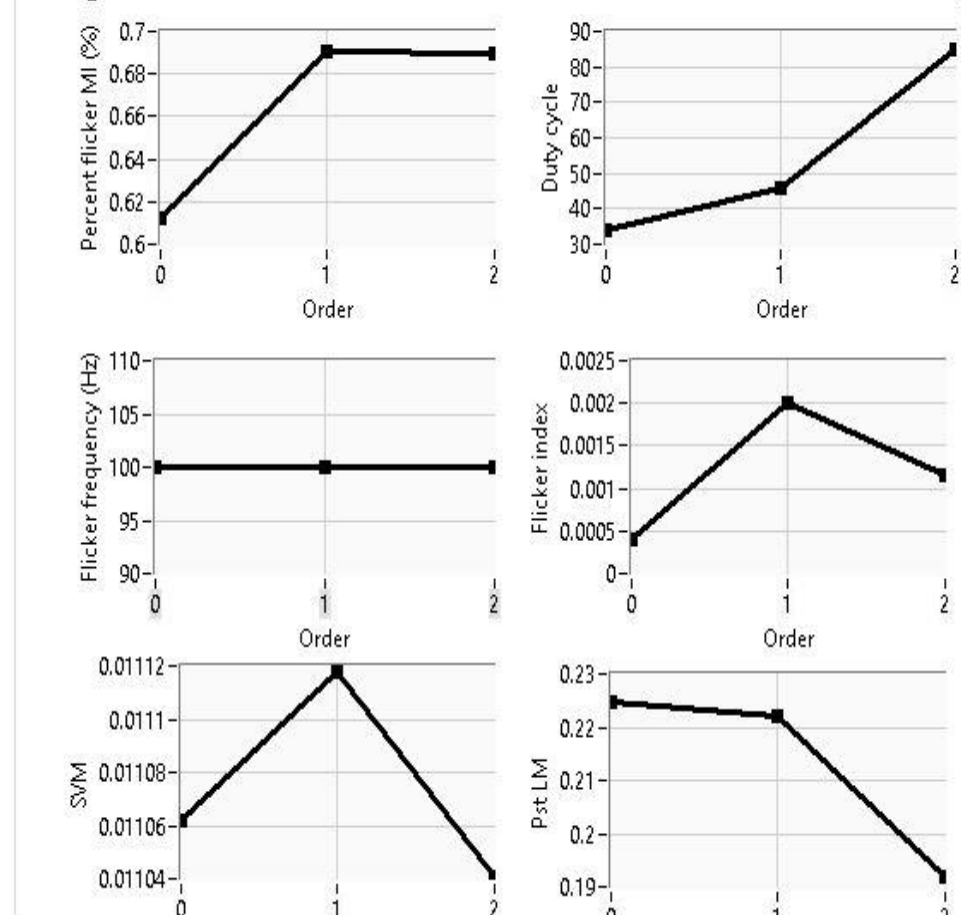 Percent flicker MI (%)
0.7
0.68
0.66
0.64
0.62
0.6
0 1 2
Order
Duty cycle
90
80
70
60
50
40
30
0 1 2
Order
Flicker frequency (Hz)
110
105
100
95
90
0 1 2
Order
Flicker index
0.0025
0.002
0.0015
0.001
0.0005
0
0 1 2
Order
SVM
0.01112
0.0111
0.01108
0.01106
0.01104
0 1 2
Pst LM
0.23
0.22
0.21
0.2
0.19
0 1 2